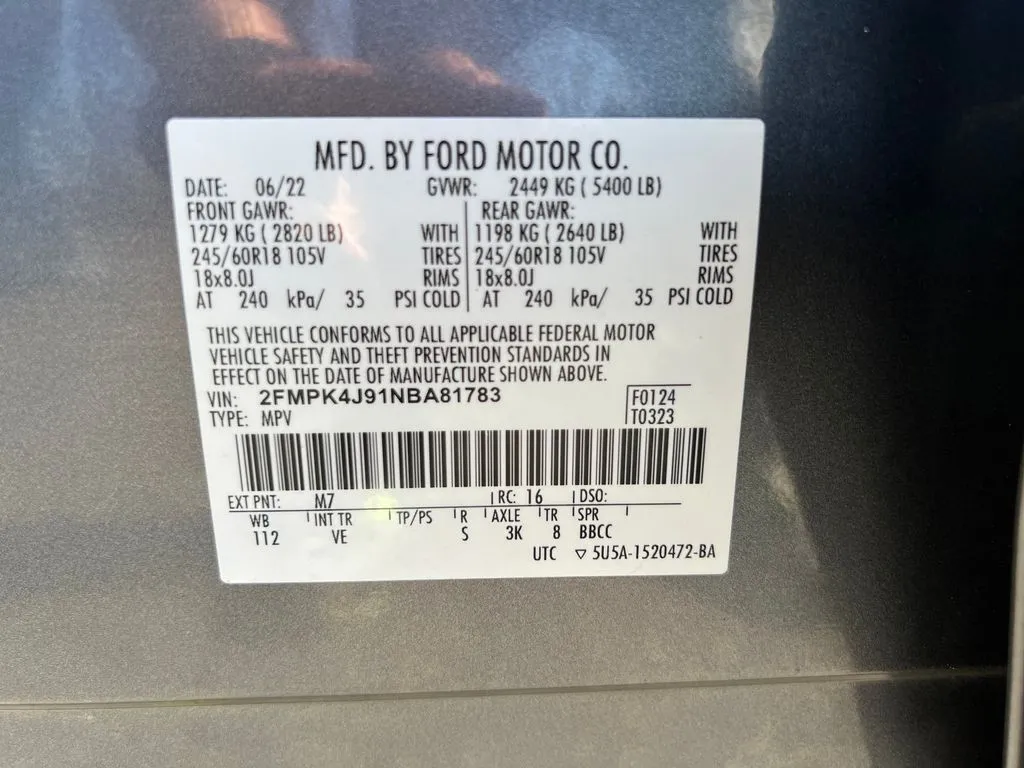 MFD. BY FORD MOTOR CO.
DATE: 06/22 GVWR: 2449 KG ( 5400 LB)
FRONT GAWR: REAR GAWR:
1279 KG ( 2820 LB) WITH 1198 KG ( 2640 LB) WITH
245/60R18 105V TIRES 245/60R18 105V TIRES
18x8.0J RIMS 18x8.0J RIMS
AT 240 kPa/ 35 PSI COLD AT 240 kPa/ 35 PSI COLD
THIS VEHICLE CONFORMS TO ALL APPLICABLE FEDERAL MOTOR
VEHICLE SAFETY AND THEFT PREVENTION STANDARDS IN
EFFECT ON THE DATE OF MANUFACTURE SHOWN ABOVE.
VIN: 2FMPK4J91NBA81783 F0124
TYPE: MPV T0323
EXT PNT: M7 RC: 16 DSO:
WB INT TR TP/PS R AXLE TR SPR
112 VE S 3K 8 BBCC
UTC ▽ 5U5A-1520472-BA